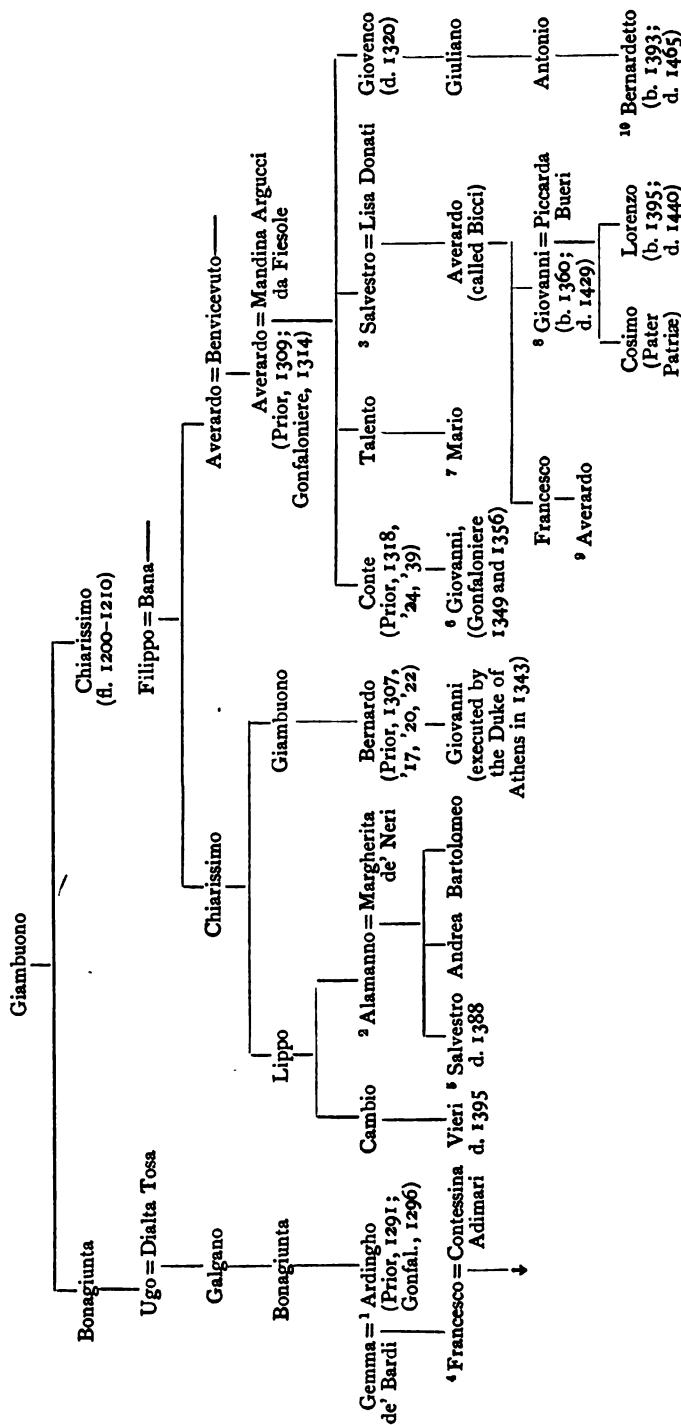 Giambuono
Bonagiunta
Chiarissimo
(fl. 1200-1210)
Ugo = Dialta Tosa
Filippo = Bana——
Galgano
Chiarissimo
Averardo = Benvicevuto——
Bonagiunta
Lippo
Giambuono
Averardo = Mandina Argucci
(Prior, 1309; da Fiesole
Gonfaloniere, 1314)
Gemma = ¹ Ardingho
de' Bardi (Prior, 1291;
Gonfal., 1296)
Cambio
² Alamanno = Margherita
de' Neri
Bernardo
(Prior, 1307,
'17, '20, '22)
Conte
(Prior, 1318,
'24, '39)
Talento
³ Salvestro = Lisa Donati
Giovenco
(d. 1320)
⁴ Francesco = Contessina
Adimari
Vieri
d. 1395
⁵ Salvestro
d. 1388
Andrea
Bartolomeo
Giovanni
(executed by
the Duke of
Athens in 1343)
⁶ Giovanni,
(Gonfaloniere
1349 and 1356)
⁷ Mario
Averardo
(called Bicci)
Giuliano
Francesco
⁸ Giovanni = Piccarda
(b. 1360; Bueri
d. 1429)
Antonio
⁹ Averardo
Cosimo
(Pater
Patriæ)
Lorenzo
(b. 1395;
d. 1440)
¹⁰ Bernardetto
(b. 1393;
d. 1465)